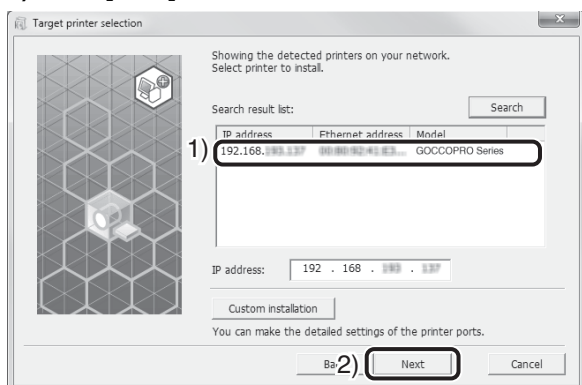 Target printer selection
Showing the detected printers on your network.
Select printer to install.
Search result list:
Search
IP address Ethernet address Model
1)
192.168. GOCCOPRO Series
IP address: 192 . 168 . .
Custom installation
You can make the detailed settings of the printer ports.
2)
Next
Cancel